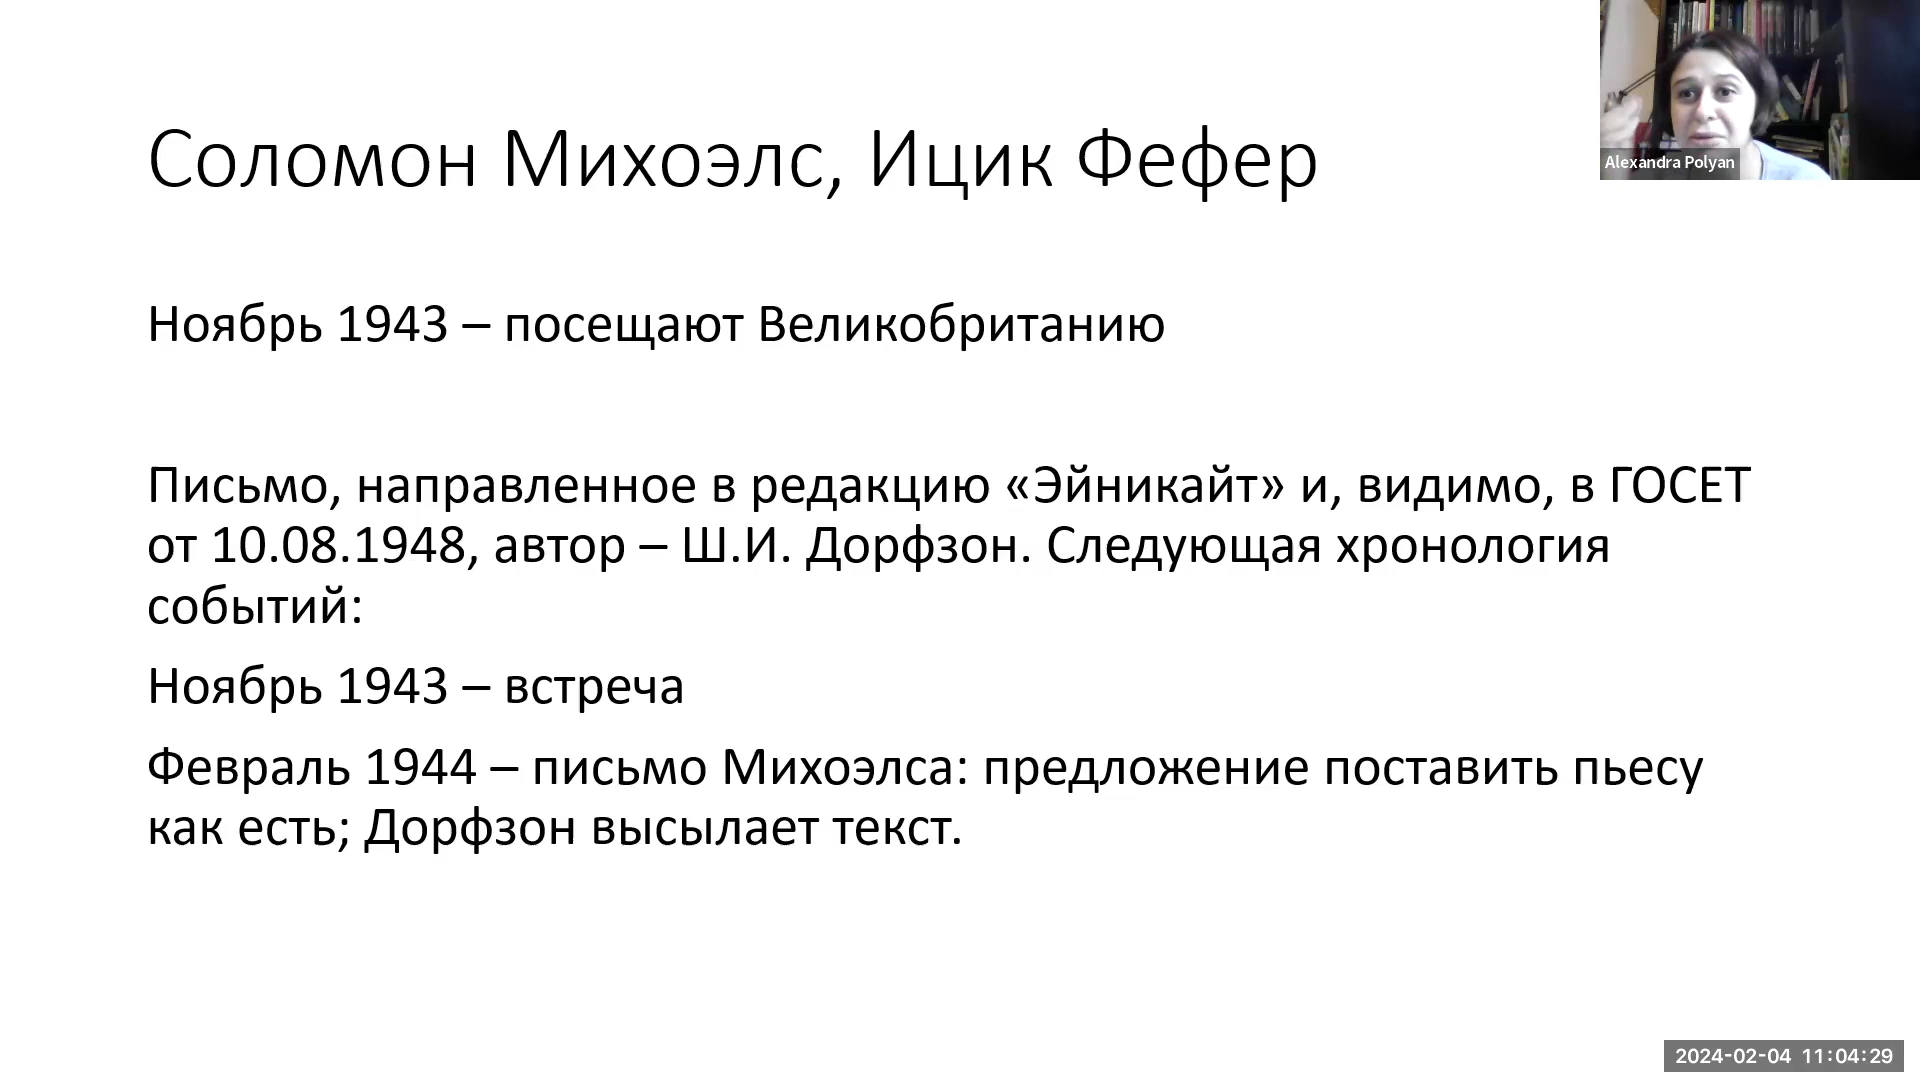 Соломон Михоэлс, Ицик Фефер
Alexandra Polyan
Ноябрь 1943 – посещают Великобританию
Письмо, направленное в редакцию «Эйникайт» и, видимо, в ГОСЕТ
от 10.08.1948, автор – Ш.И. Дорфзон. Следующая хронология
событий:
Ноябрь 1943 – встреча
Февраль 1944 – письмо Михоэлса: предложение поставить пьесу
как есть; Дорфзон высылает текст.
2024-02-04 11:04:29